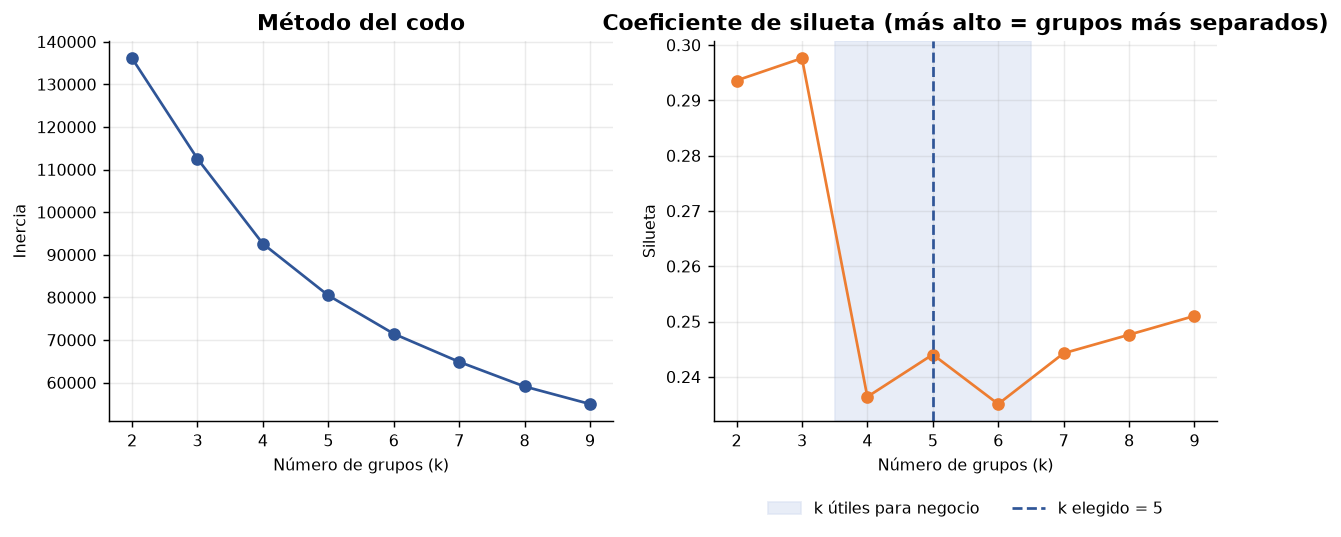 Método del codo
140000
130000
120000
110000
100000
90000
80000
70000
60000
Inercia
2 3 4 5 6 7 8 9
Número de grupos (k)
Coeficiente de silueta (más alto = grupos más separados)
0.30
0.29
0.28
0.27
0.26
0.25
0.24
Silueta
2 3 4 5 6 7 8 9
Número de grupos (k)
k útiles para negocio
k elegido = 5